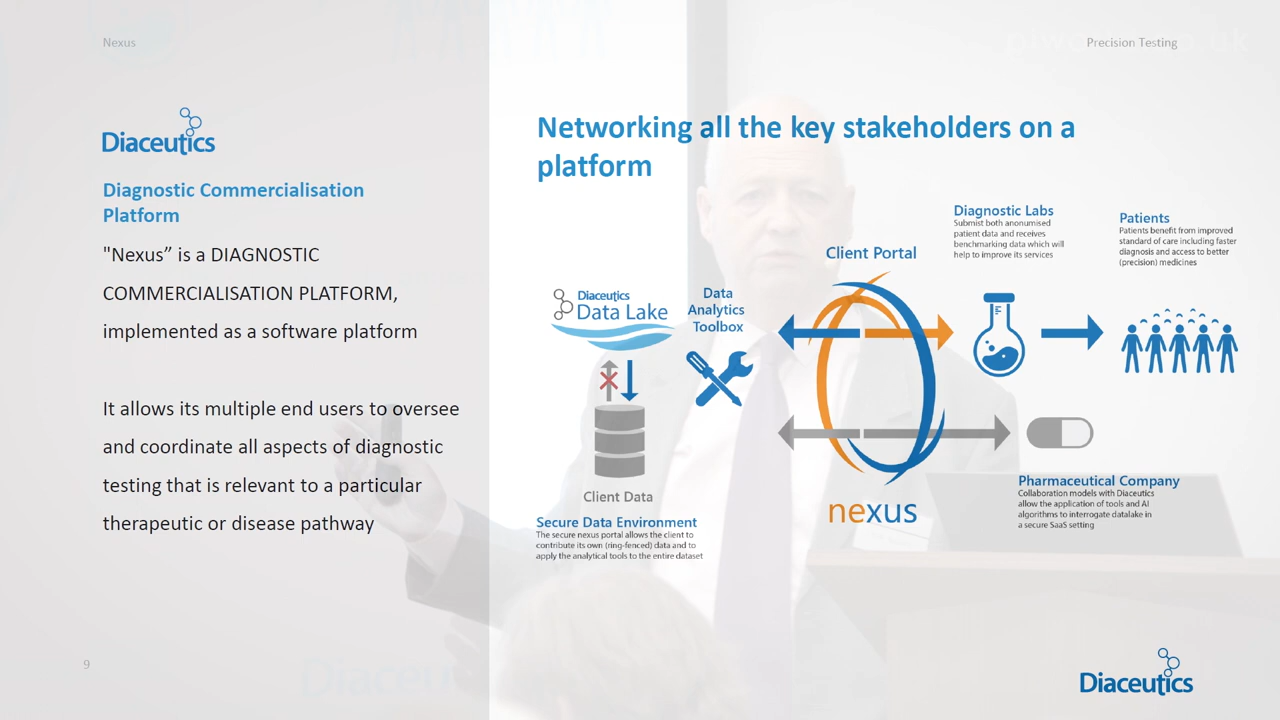 Nexus
Precision Testing
Diaceutics
Diagnostic Commercialisation
Platform
"Nexus” is a DIAGNOSTIC
COMMERCIALISATION PLATFORM,
implemented as a software platform
It allows its multiple end users to oversee
and coordinate all aspects of diagnostic
testing that is relevant to a particular
therapeutic or disease pathway
9
Networking all the key stakeholders on a
platform
Diaceutics
Data Lake
Data
Analytics
Toolbox
Client Portal
Diagnostic Labs
Submist both anonumised
patient data and receives
benchmarking data which will
help to improve its services
Patients
Patients benefit from improved
standard of care including faster
diagnosis and access to better
(precision) medicines
Client Data
Secure Data Environment
The secure nexus portal allows the client to
contribute its own (ring-fenced) data and to
apply the analytical tools to the entire dataset
nexus
Pharmaceutical Company
Collaboration models with Diaceutics
allow the application of tools and AI
algorithms to interrogate datalake in
a secure SaaS setting
Diaceutics
Diaceutics